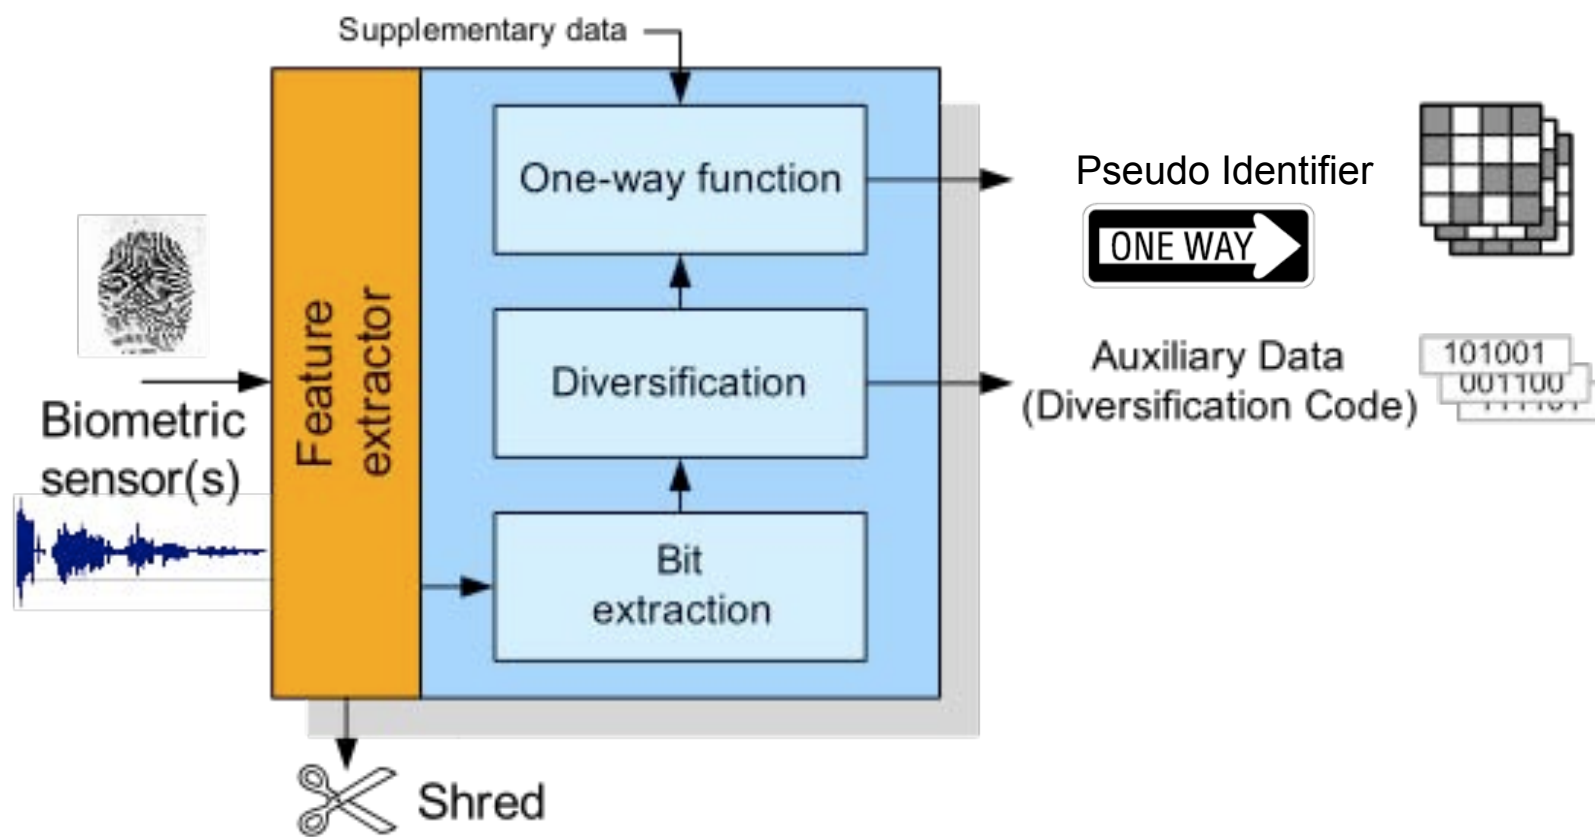 Supplementary data
One-way function
Pseudo Identifier
ONE WAY
Biometric
sensor(s)
Feature
extractor
Diversification
Auxiliary Data
(Diversification Code)
101001
001100
111101
Bit
extraction
Shred